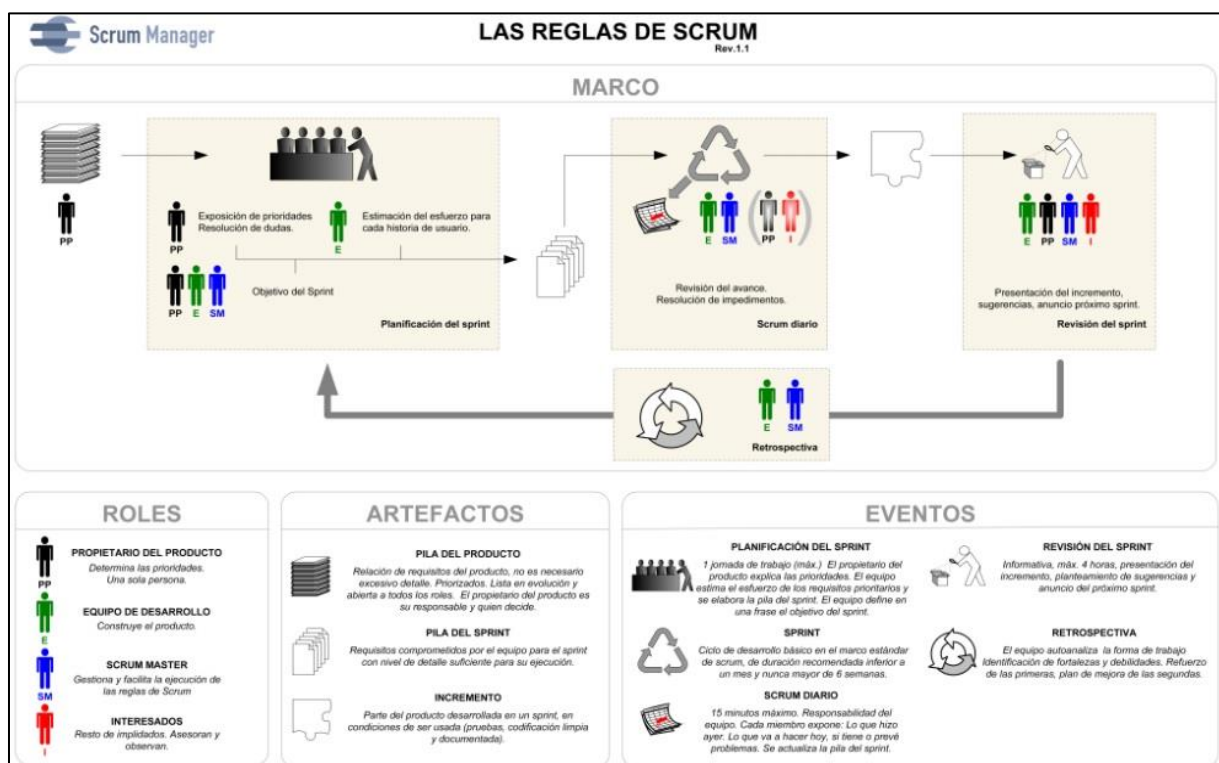 Scrum Manager
LAS REGLAS DE SCRUM
Rev.1.1
MARCO
PP
PP
Exposición de prioridades
Resolución de dudas.
E
Estimación del esfuerzo para
cada historia de usuario.
PP E SM
Objetivo del Sprint
Planificación del sprint
E SM ( PP I )
Revisión del avance.
Resolución de impedimentos.
Scrum diario
E PP SM I
Presentación del incremento,
sugerencias, anuncio próximo sprint.
Revisión del sprint
E SM
Retrospectiva
ROLES
PROPIETARIO DEL PRODUCTO
Determina las prioridades.
Una sola persona.
PP
EQUIPO DE DESARROLLO
Construye el producto.
E
SCRUM MASTER
Gestiona y facilita la ejecución de
las reglas de Scrum
SM
INTERESADOS
Resto de implidados. Asesoran y
observan.
I
ARTEFACTOS
PILA DEL PRODUCTO
Relación de requisitos del producto, no es necesario
excesivo detalle. Priorizados. Lista en evolución y
abierta a todos los roles. El propietario del producto es
su responsable y quien decide.
PILA DEL SPRINT
Requisitos comprometidos por el equipo para el sprint
con nivel de detalle suficiente para su ejecución.
INCREMENTO
Parte del producto desarrollada en un sprint, en
condiciones de ser usada (pruebas, codificación limpia
y documentada).
EVENTOS
PLANIFICACIÓN DEL SPRINT
1 jornada de trabajo (máx.) El propietario del
producto explica las prioridades. El equipo
estima el esfuerzo de los requisitos prioritarios y
se elabora la pila del sprint. El equipo define en
una frase el objetivo del sprint.
SPRINT
Ciclo de desarrollo básico en el marco estándar
de scrum, de duración recomendada inferior a
un mes y nunca mayor de 6 semanas.
SCRUM DIARIO
15 minutos máximo. Responsabilidad del
equipo. Cada miembro expone: Lo que hizo
ayer. Lo que va a hacer hoy, si tiene o prevé
problemas. Se actualiza la pila del sprint.
REVISIÓN DEL SPRINT
Informativa, máx. 4 horas, presentación del
incremento, planteamiento de sugerencias y
anuncio del próximo sprint.
RETROSPECTIVA
El equipo autoanaliza la forma de trabajo
Identificación de fortalezas y debilidades. Refuerzo
de las primeras, plan de mejora de las segundas.